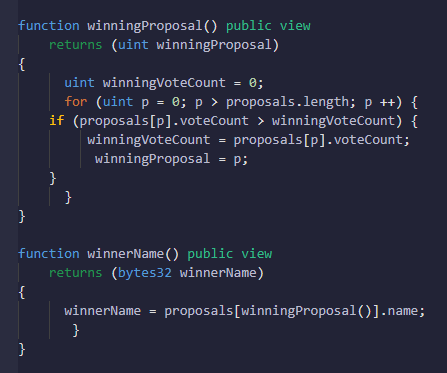 function winningProposal() public view
returns (uint winningProposal)
{
uint winningVoteCount = 0;
for (uint p = 0; p > proposals.length; p ++) {
if (proposals[p].voteCount > winningVoteCount) {
winningVoteCount = proposals[p].voteCount;
winningProposal = p;
}
}
}
function winnerName() public view
returns (bytes32 winnerName)
{
winnerName = proposals[winningProposal()].name;
}
}